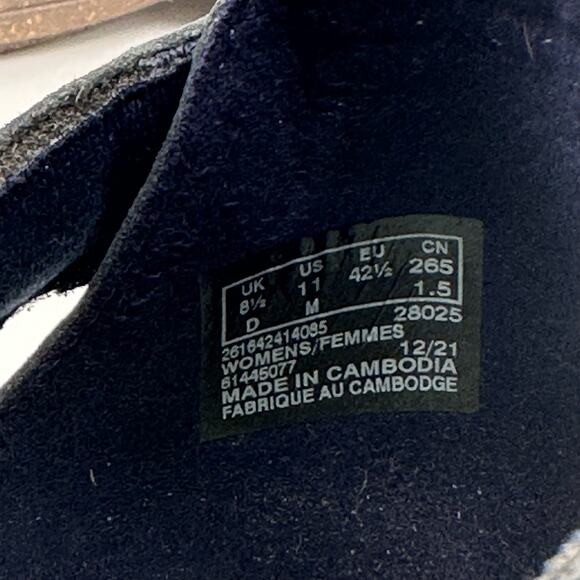 UK US EU CN
8½ 11 42½ 265
D M 1.5
28025
261642414085
WOMENS/FEMMES
61445077 12/21
MADE IN CAMBODIA
FABRIQUE AU CAMBODGE